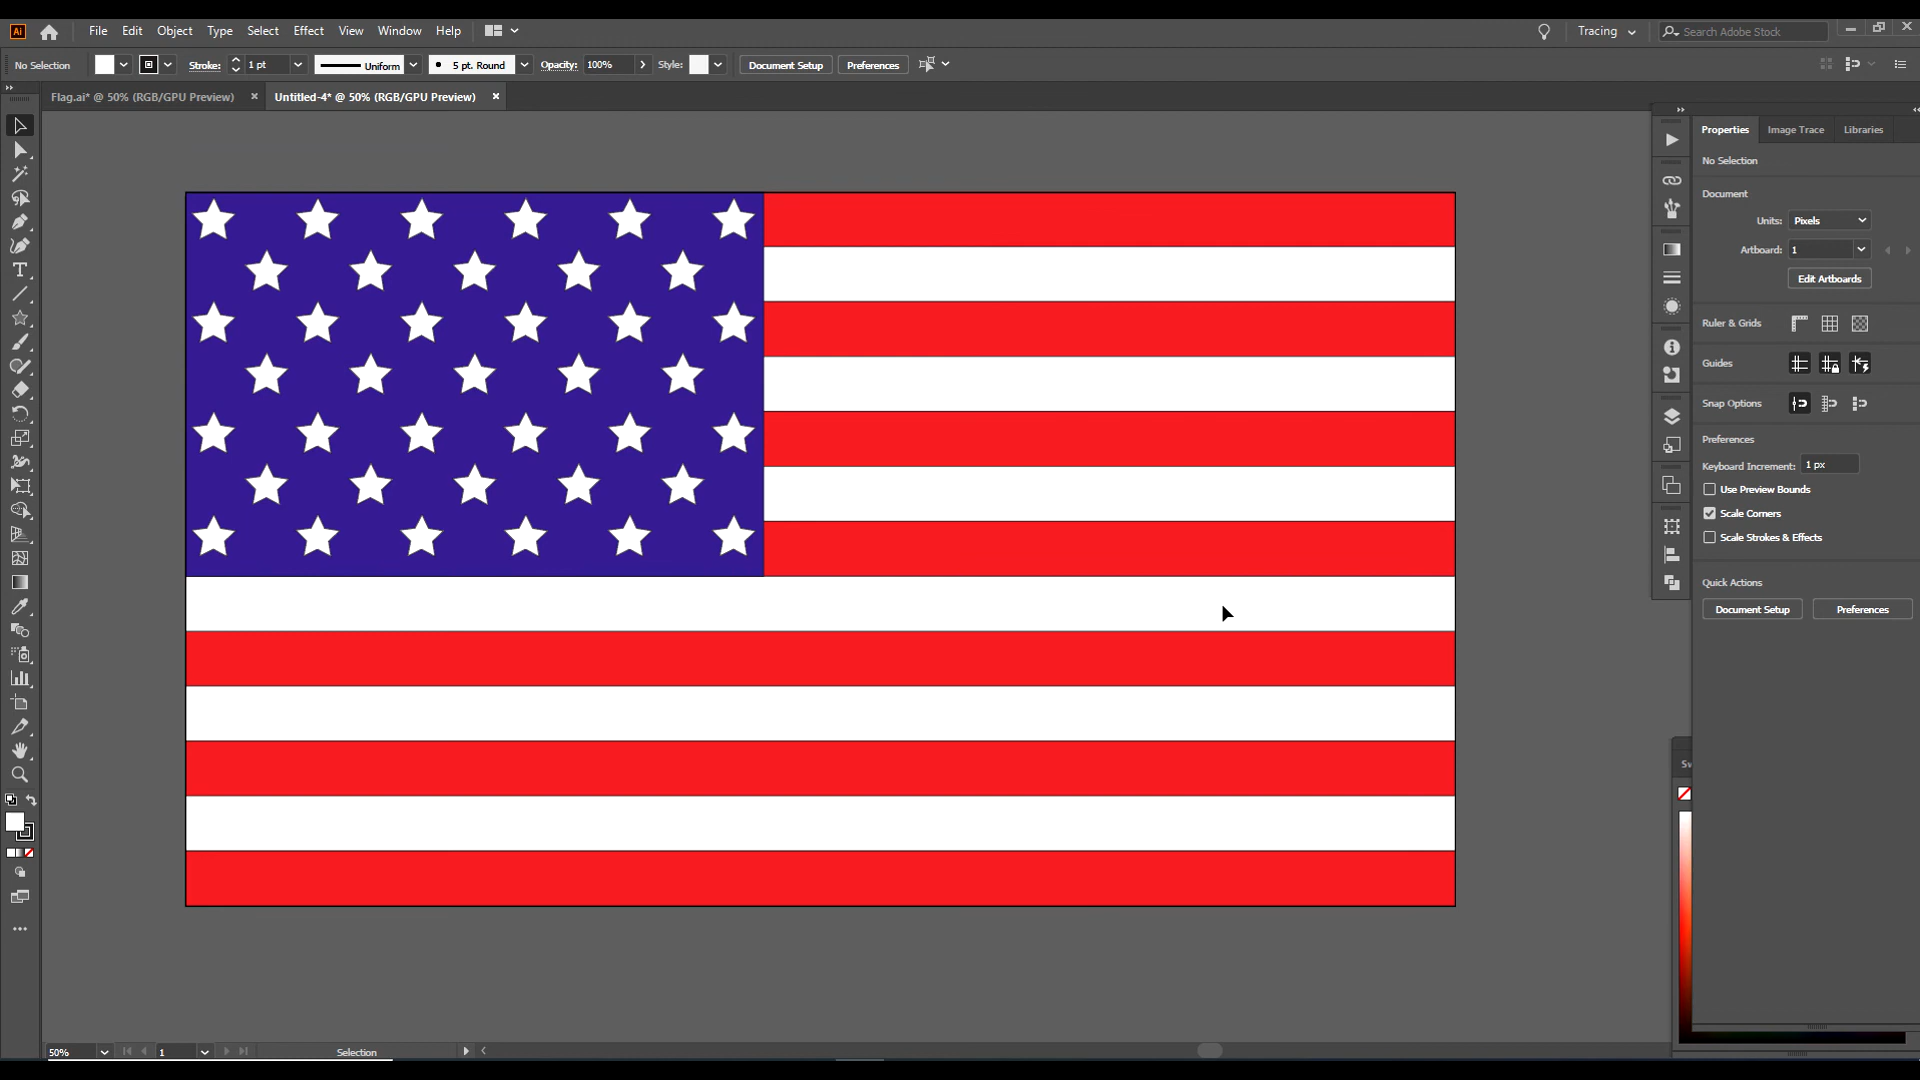 Ai File Edit Object Type Select Effect View Window Help Tracing Search Adobe Stock
No Selection Stroke: 1 pt Uniform 5 pt. Round Opacity: 100% Style: Document Setup Preferences
Flag.ai* @ 50% (RGB/GPU Preview) Untitled-4* @ 50% (RGB/GPU Preview)
Properties Image Trace Libraries
No Selection
Document
Units: Pixels
Artboard: 1
Edit Artboards
Ruler & Grids
Guides
Snap Options
Preferences
Keyboard Increment: 1 px
Use Preview Bounds
Scale Corners
Scale Strokes & Effects
Quick Actions
Document Setup Preferences
50% 1 Selection